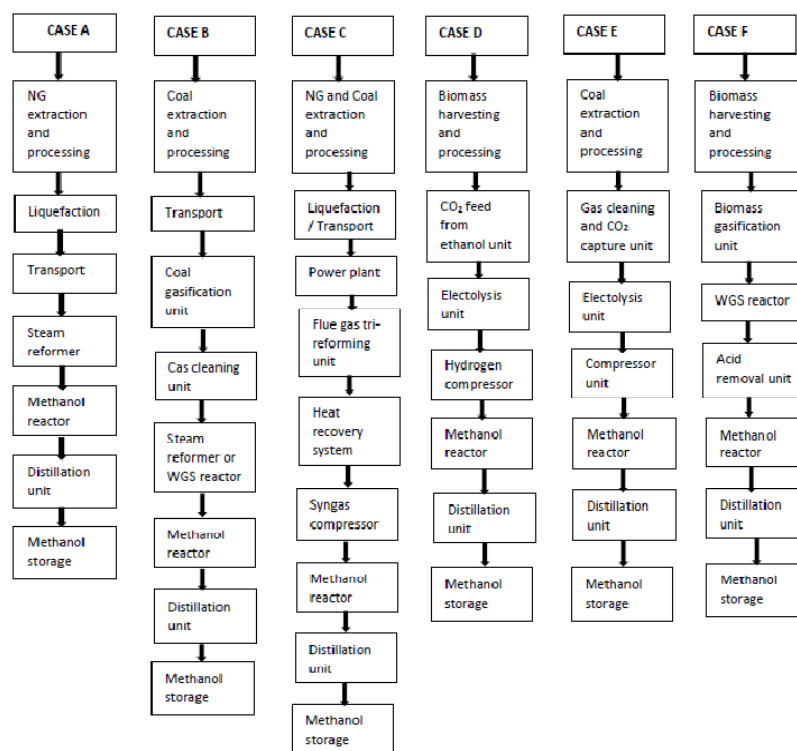 CASE A
NG
extraction
and
processing
Liquefaction
Transport
Steam
reformer
Methanol
reactor
Distillation
unit
Methanol
storage
CASE B
Coal
extraction
and
processing
Transport
Coal
gasification
unit
Cas cleaning
unit
Steam
reformer or
WGS reactor
Methanol
reactor
Distillation
unit
Methanol
storage
CASE C
NG and Coal
extraction
and
processing
Liquefaction
/ Transport
Power plant
Flue gas tri-
reforming
unit
Heat
recovery
system
Syngas
compressor
Methanol
reactor
Distillation
unit
Methanol
storage
CASE D
Biomass
harvesting
and
processing
CO₂ feed
from
ethanol unit
Electolysis
unit
Hydrogen
compressor
Methanol
reactor
Distillation
unit
Methanol
storage
CASE E
Coal
extraction
and
processing
Gas cleaning
and CO₂
capture unit
Electolysis
unit
Compressor
unit
Methanol
reactor
Distillation
unit
Methanol
storage
CASE F
Biomass
harvesting
and
processing
Biomass
gasification
unit
WGS reactor
Acid
removal unit
Methanol
reactor
Distillation
unit
Methanol
storage